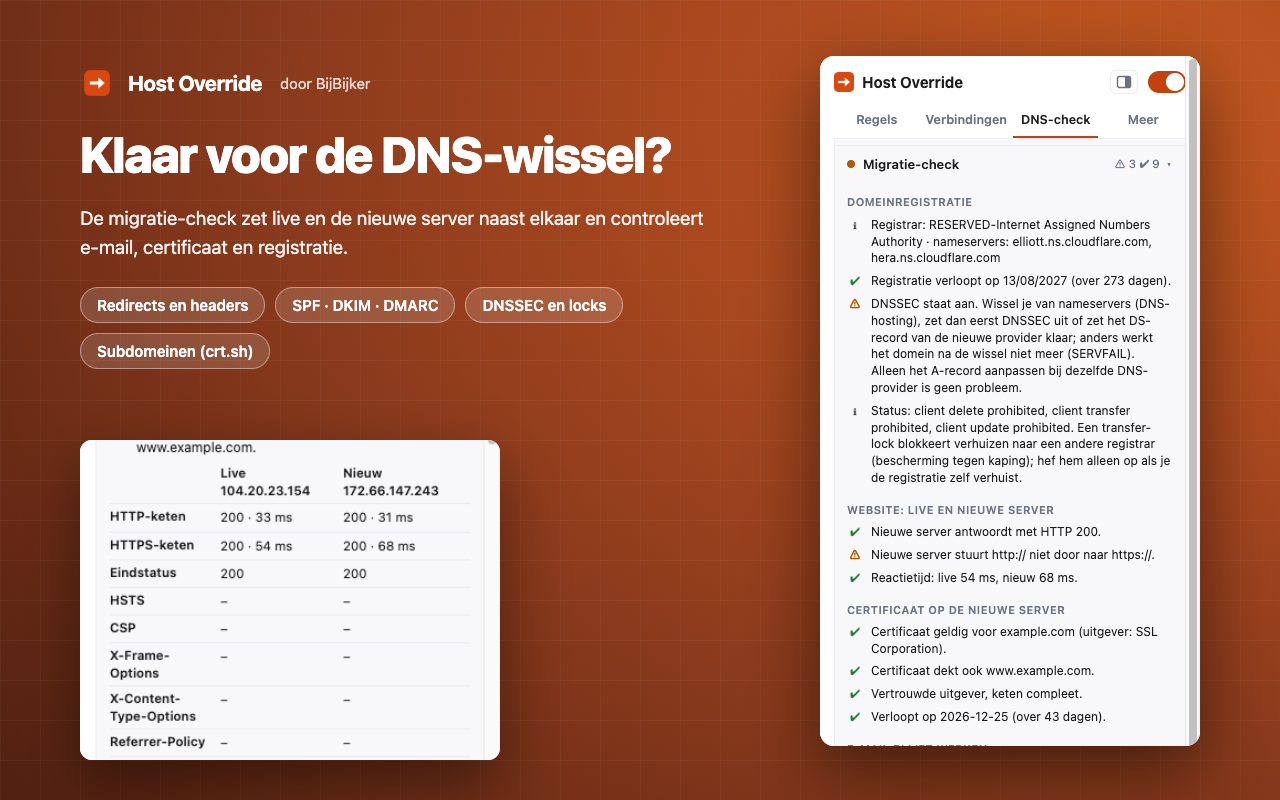 Host Override door BijBijker
Klaar voor de DNS-wissel?
De migratie-check zet live en de nieuwe server naast elkaar en controleert
e-mail, certificaat en registratie.
Redirects en headers
SPF · DKIM · DMARC
DNSSEC en locks
Subdomeinen (crt.sh)
www.example.com.
Live Nieuw
104.20.23.154 172.66.147.243
HTTP-keten 200 · 33 ms 200 · 31 ms
HTTPS-keten 200 · 54 ms 200 · 68 ms
Eindstatus 200 200
HSTS – –
CSP – –
X-Frame- – –
Options
X-Content- – –
Type-Options
Referrer-Policy – –
Host Override
Regels Verbindingen DNS-check Meer
Migratie-check ⚠ 3 ✔ 9 ▾
DOMEINREGISTRATIE
ℹ Registrar: RESERVED-Internet Assigned Numbers
Authority · nameservers: elliott.ns.cloudflare.com,
hera.ns.cloudflare.com
✔ Registratie verloopt op 13/08/2027 (over 273 dagen).
⚠ DNSSEC staat aan. Wissel je van nameservers (DNS-
hosting), zet dan eerst DNSSEC uit of zet het DS-
record van de nieuwe provider klaar; anders werkt
het domein na de wissel niet meer (SERVFAIL).
Alleen het A-record aanpassen bij dezelfde DNS-
provider is geen probleem.
ℹ Status: client delete prohibited, client transfer
prohibited, client update prohibited. Een transfer-
lock blokkeert verhuizen naar een andere registrar
(bescherming tegen kaping); hef hem alleen op als je
de registratie zelf verhuist.
WEBSITE: LIVE EN NIEUWE SERVER
✔ Nieuwe server antwoordt met HTTP 200.
⚠ Nieuwe server stuurt http:// niet door naar https://.
✔ Reactietijd: live 54 ms, nieuw 68 ms.
CERTIFICAAT OP DE NIEUWE SERVER
✔ Certificaat geldig voor example.com (uitgever: SSL
Corporation).
✔ Certificaat dekt ook www.example.com.
✔ Vertrouwde uitgever, keten compleet.
✔ Verloopt op 2026-12-25 (over 43 dagen).